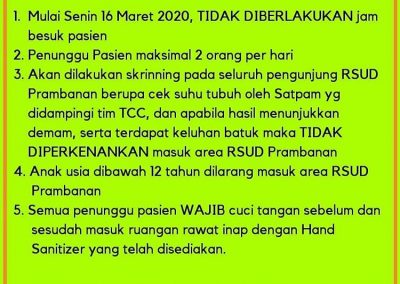 1. Mulai Senin 16 Maret 2020, TIDAK DIBERLAKUKAN jam
besuk pasien
2. Penunggu Pasien maksimal 2 orang per hari
3. Akan dilakukan skrinning pada seluruh pengunjung RSUD
Prambanan berupa cek suhu tubuh oleh Satpam yg
didampingi tim TCC, dan apabila hasil menunjukkan
demam, serta terdapat keluhan batuk maka TIDAK
DIPERKENANKAN masuk area RSUD Prambanan
4. Anak usia dibawah 12 tahun dilarang masuk area RSUD
Prambanan
5. Semua penunggu pasien WAJIB cuci tangan sebelum dan
sesudah masuk ruangan rawat inap dengan Hand
Sanitizer yang telah disediakan.